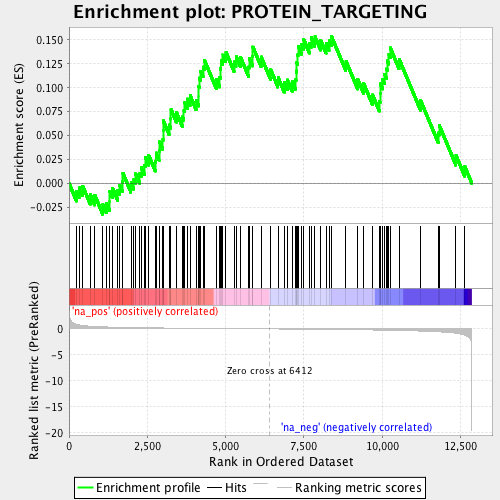 Enrichment plot: PROTEIN_TARGETING
Enrichment score (ES)
0.150
0.125
0.100
0.075
0.050
0.025
0.000
-0.025
'na_pos' (positively correlated)
Ranked list metric (PreRanked)
0
-5
-10
-15
-20
Zero cross at 6412
'na_neg' (negatively correlated)
0
2,500
5,000
7,500
10,000
12,500
Rank in Ordered Dataset
Enrichment profile
Hits
Ranking metric scores